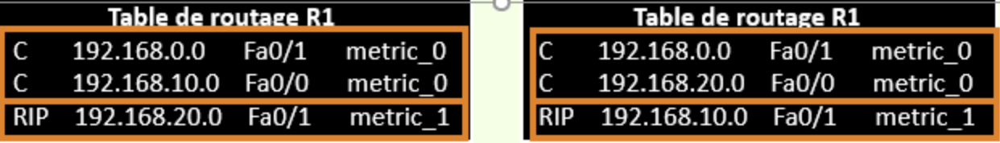 Table de routage R1
C 192.168.0.0 Fa0/1 metric_0
C 192.168.10.0 Fa0/0 metric_0
RIP 192.168.20.0 Fa0/1 metric_1
Table de routage R1
C 192.168.0.0 Fa0/1 metric_0
C 192.168.20.0 Fa0/0 metric_0
RIP 192.168.10.0 Fa0/1 metric_1